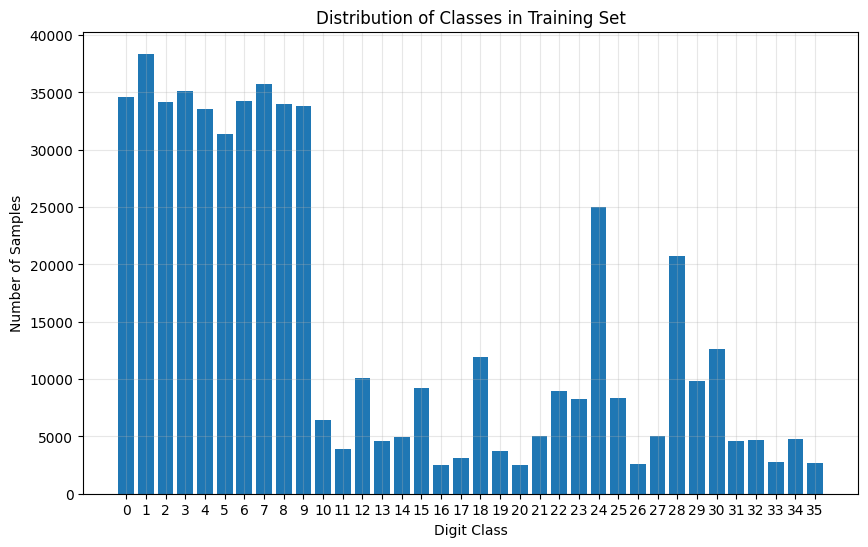 Distribution of Classes in Training Set
Number of Samples
40000
35000
30000
25000
20000
15000
10000
5000
0
0 1 2 3 4 5 6 7 8 9 10 11 12 13 14 15 16 17 18 19 20 21 22 23 24 25 26 27 28 29 30 31 32 33 34 35
Digit Class